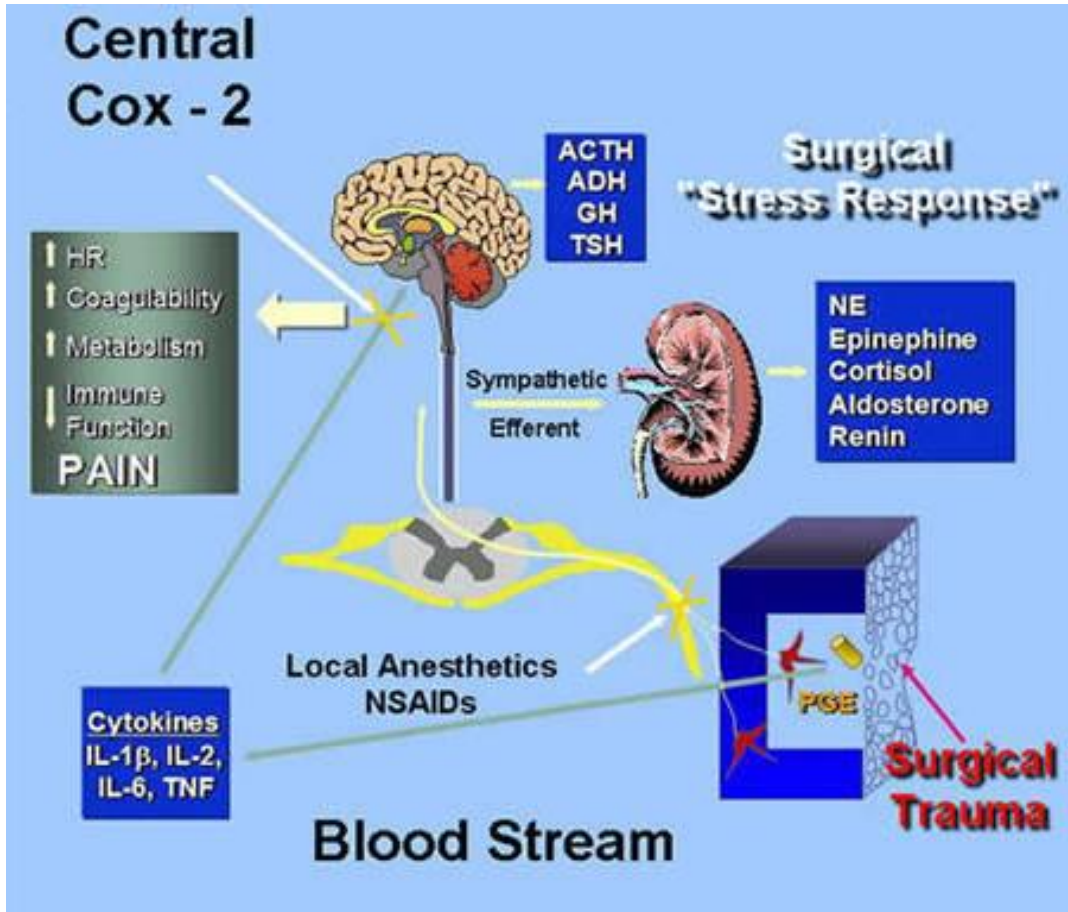 Central
Cox - 2
Surgical
"Stress Response"
ACTH
ADH
GH
TSH
HR
Coagulability
Metabolism
Immune
Function
PAIN
NE
Epinephine
Cortisol
Aldosterone
Renin
Sympathetic
Efferent
Local Anesthetics
NSAIDs
PGE
Cytokines
IL-1β, IL-2,
IL-6, TNF
Surgical
Trauma
Blood Stream